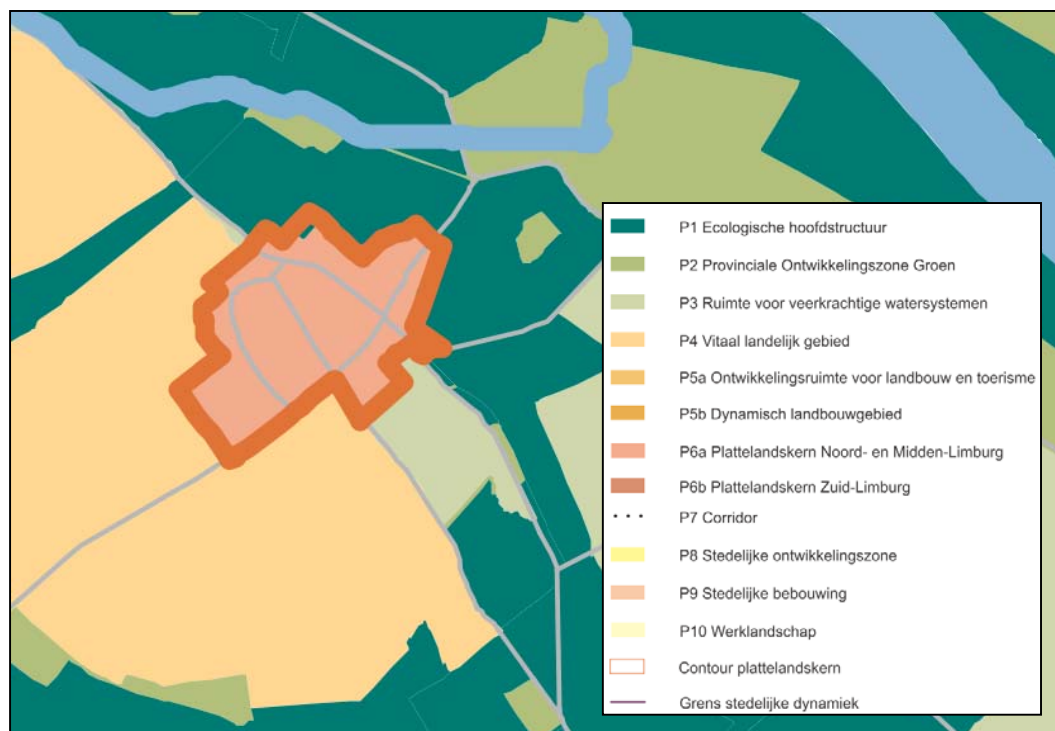 P1 Ecologische hoofdstructuur
P2 Provinciale Ontwikkelingszone Groen
P3 Ruimte voor veerkrachtige watersystemen
P4 Vitaal landelijk gebied
P5a Ontwikkelingsruimte voor landbouw en toerisme
P5b Dynamisch landbouwgebied
P6a Plattelandskern Noord- en Midden-Limburg
P6b Plattelandskern Zuid-Limburg
P7 Corridor
P8 Stedelijke ontwikkelingszone
P9 Stedelijke bebouwing
P10 Werklandschap
Contour plattelandskern
Grens stedelijke dynamiek